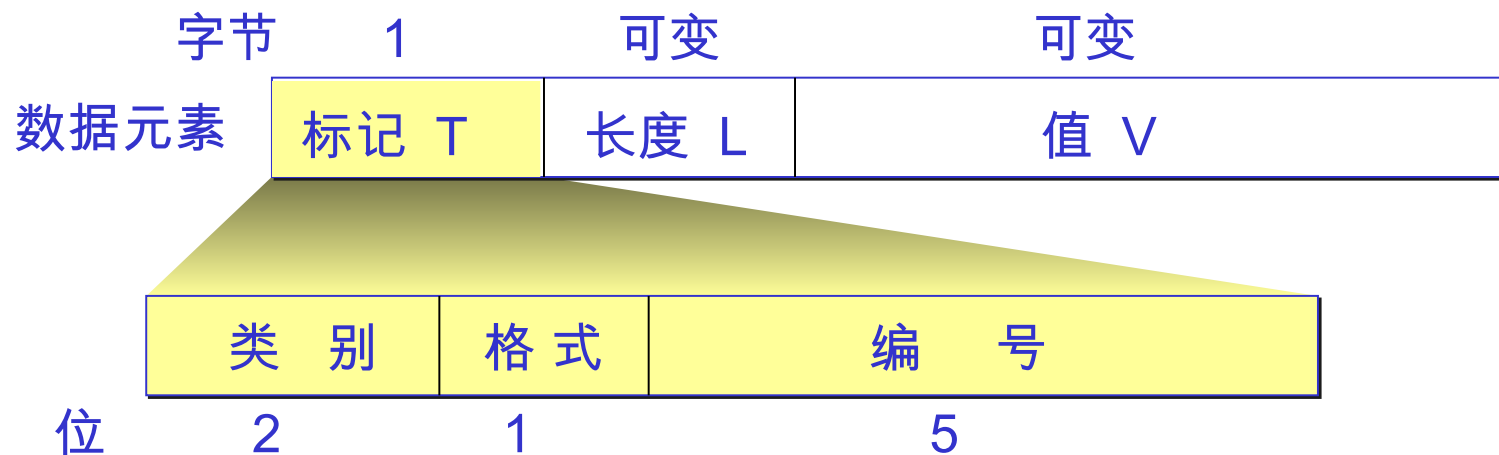 字节 1 可变 可变
数据元素 标记 T 长度 L 值 V
类 别 格 式 编 号
位 2 1 5